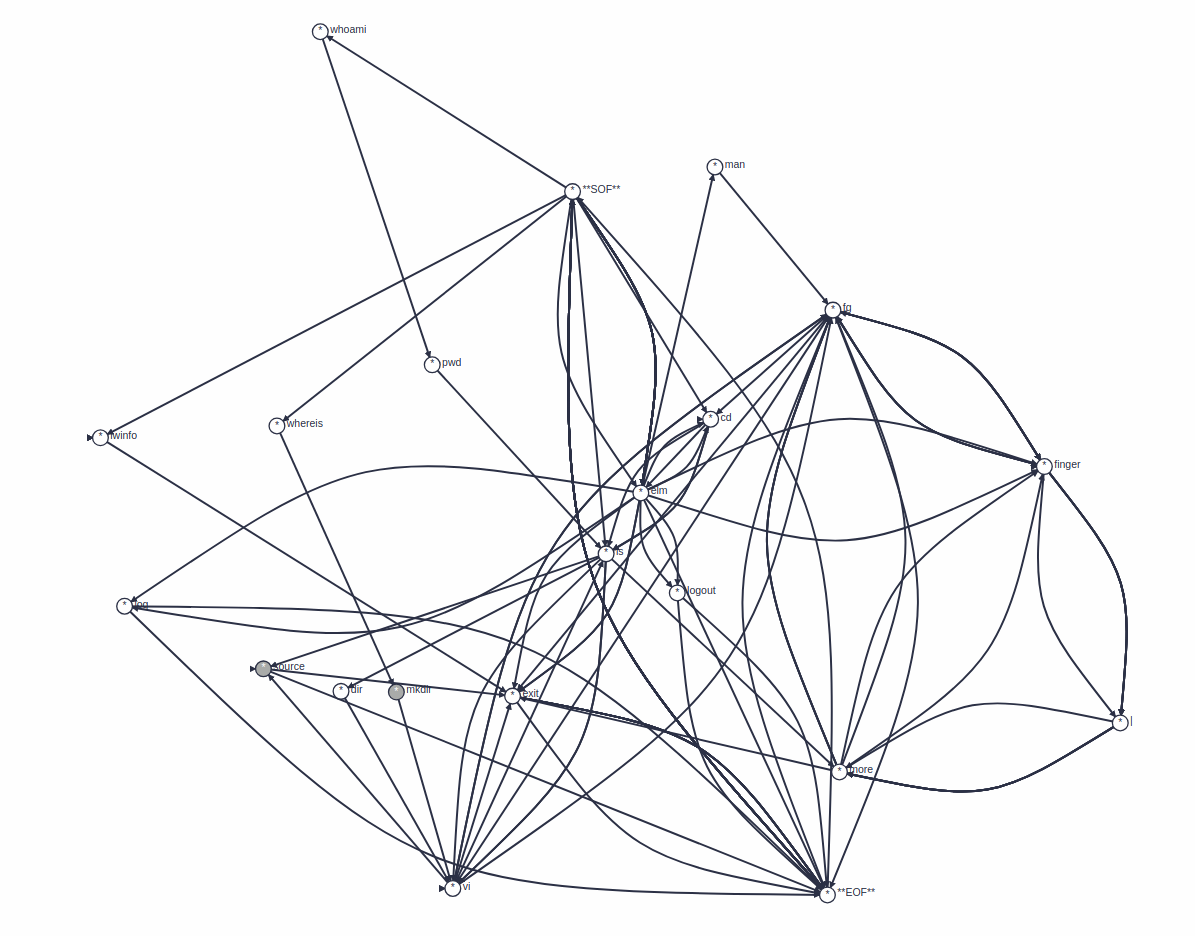 * whoami
* man
* **SOF**
* fg
* pwd
* cd
* whereis
* hwinfo
* finger
* elm
* ls
* logout
* log
* source
* dir
* mkdir
* exit
* |
* more
* vi
* **EOF**